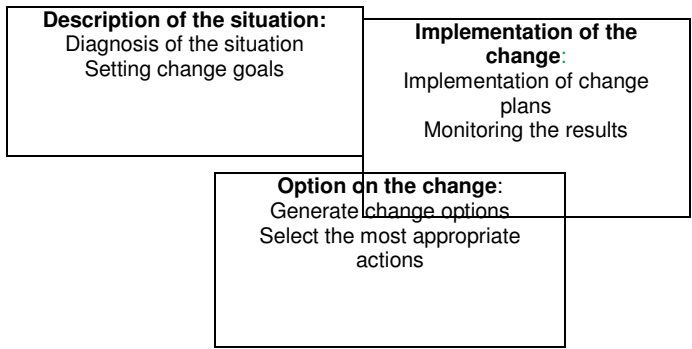 Description of the situation:
Diagnosis of the situation
Setting change goals
Implementation of the
change:
Implementation of change
plans
Monitoring the results
Option on the change:
Generate change options
Select the most appropriate
actions